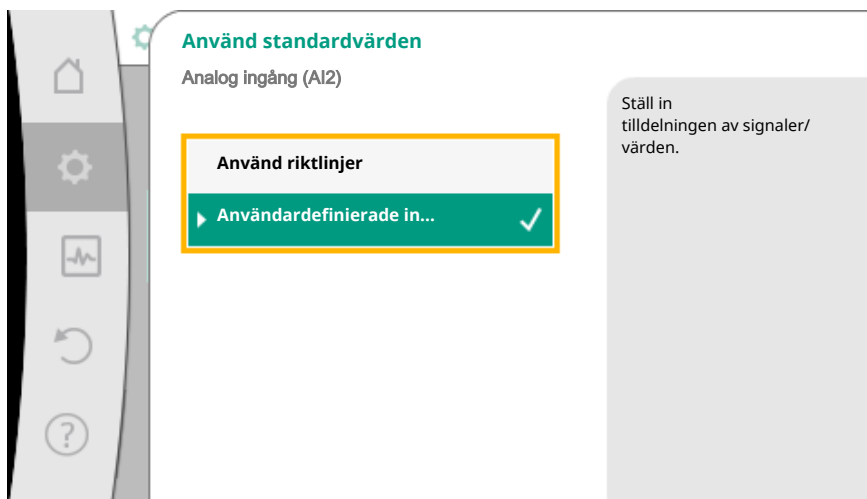 Använd standardvärden
Analog ingång (AI2)
Ställ in
tilldelningen av signaler/
värden.
Använd riktlinjer
Användardefinierade in...
?